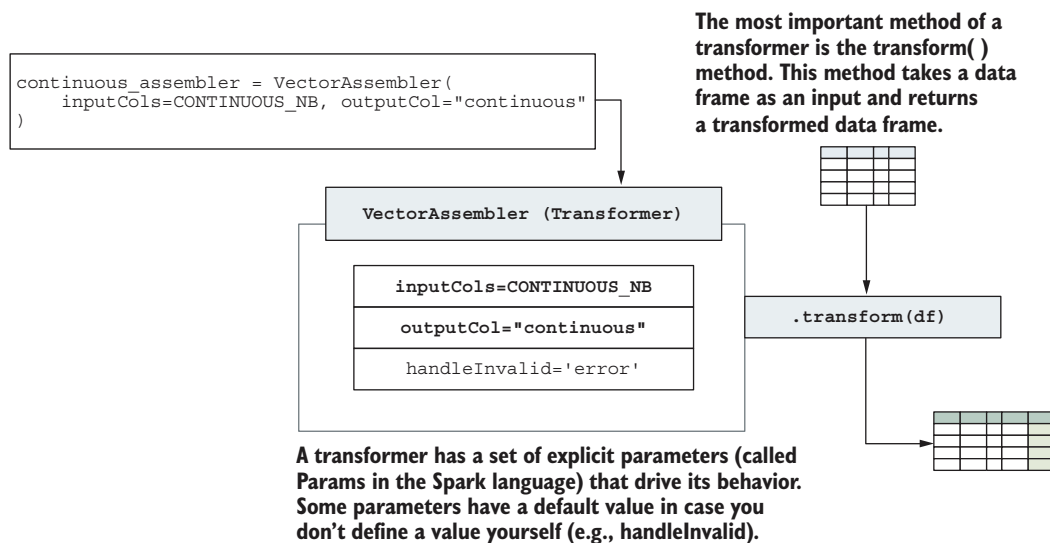 The most important method of a
transformer is the transform( )
method. This method takes a data
frame as an input and returns
a transformed data frame.
continuous_assembler = VectorAssembler(
    inputCols=CONTINUOUS_NB, outputCol="continuous"
)
VectorAssembler (Transformer)
inputCols=CONTINUOUS_NB
outputCol="continuous"
handleInvalid='error'
.transform(df)
A transformer has a set of explicit parameters (called
Params in the Spark language) that drive its behavior.
Some parameters have a default value in case you
don't define a value yourself (e.g., handleInvalid).